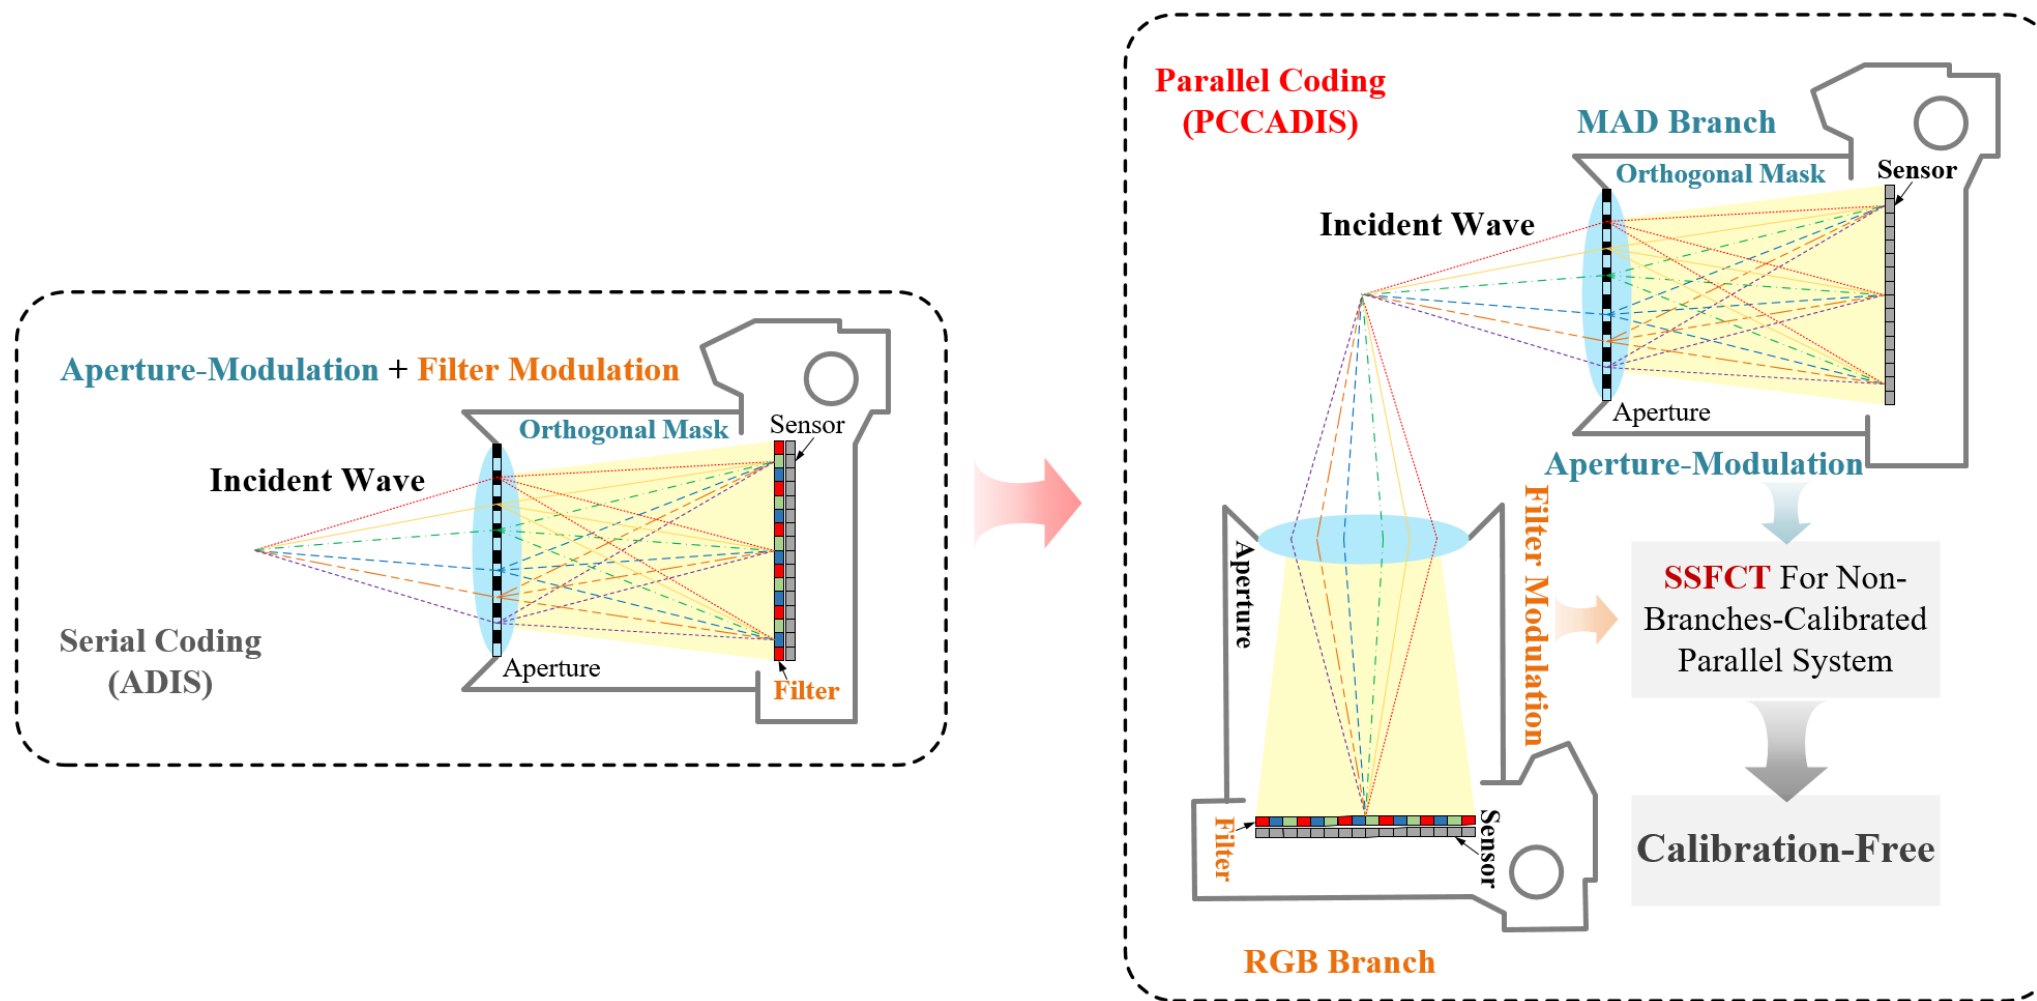 Aperture-Modulation + Filter Modulation
Orthogonal Mask
Sensor
Incident Wave
Serial Coding
(ADIS)
Aperture
Filter
Parallel Coding
(PCCADIS)
MAD Branch
Orthogonal Mask
Sensor
Incident Wave
Aperture
Aperture-Modulation
Filter Modulation
Aperture
SSFCT For Non-
Branches-Calibrated
Parallel System
Filter
Sensor
Calibration-Free
RGB Branch